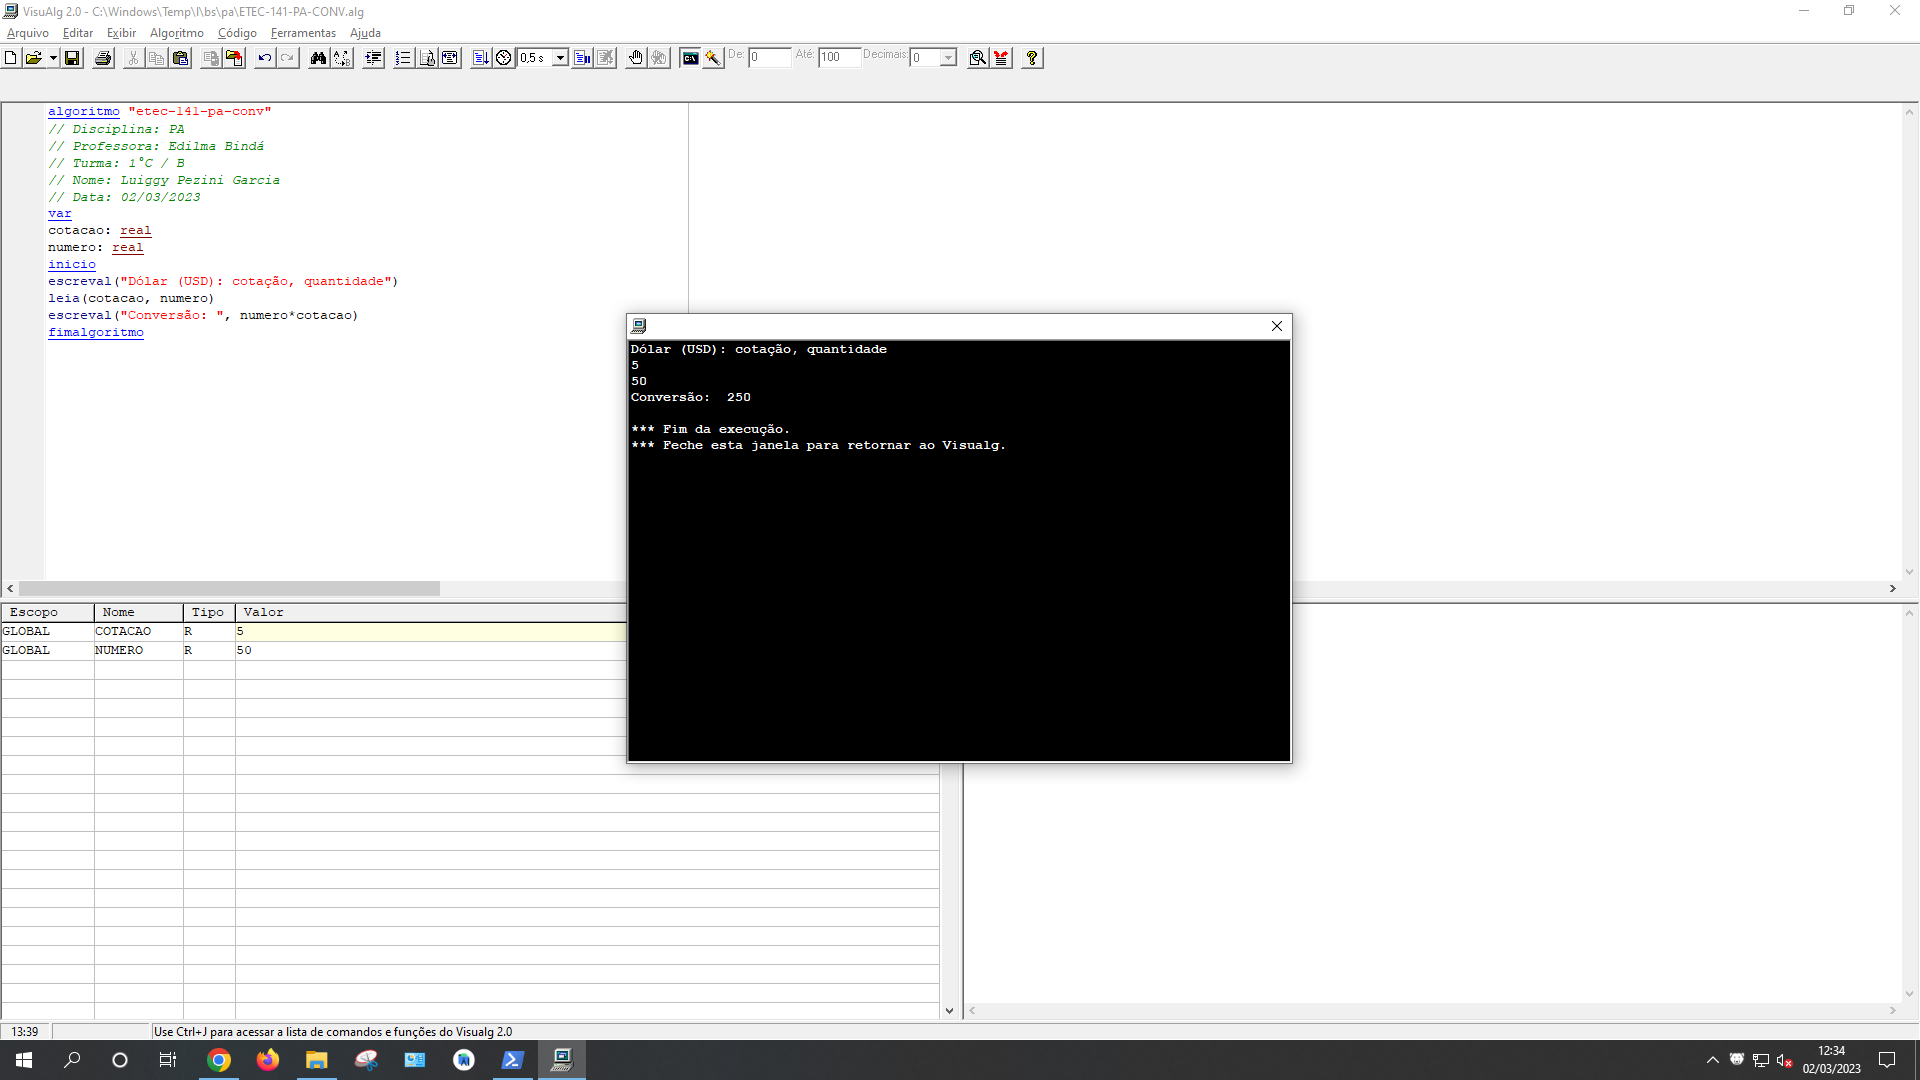 VisuAlg 2.0 - C:\Windows\Temp\l\bs\pa\ETEC-141-PA-CONV.alg
Arquivo Editar Exibir Algoritmo Código Ferramentas Ajuda
0,5 s De: 0 Até: 100 Decimais: 0
algoritmo "etec-141-pa-conv"
// Disciplina: PA
// Professora: Edilma Bindá
// Turma: 1°C / B
// Nome: Luiggy Pezini Garcia
// Data: 02/03/2023
var
cotacao: real
numero: real
inicio
escreval("Dólar (USD): cotação, quantidade")
leia(cotacao, numero)
escreval("Conversão: ", numero*cotacao)
fimalgoritmo
Dólar (USD): cotação, quantidade
5
50
Conversão:  250
*** Fim da execução.
*** Feche esta janela para retornar ao Visualg.
Escopo Nome Tipo Valor
GLOBAL COTACAO R 5
GLOBAL NUMERO R 50
13:39 Use Ctrl+J para acessar a lista de comandos e funções do Visualg 2.0
12:34
02/03/2023